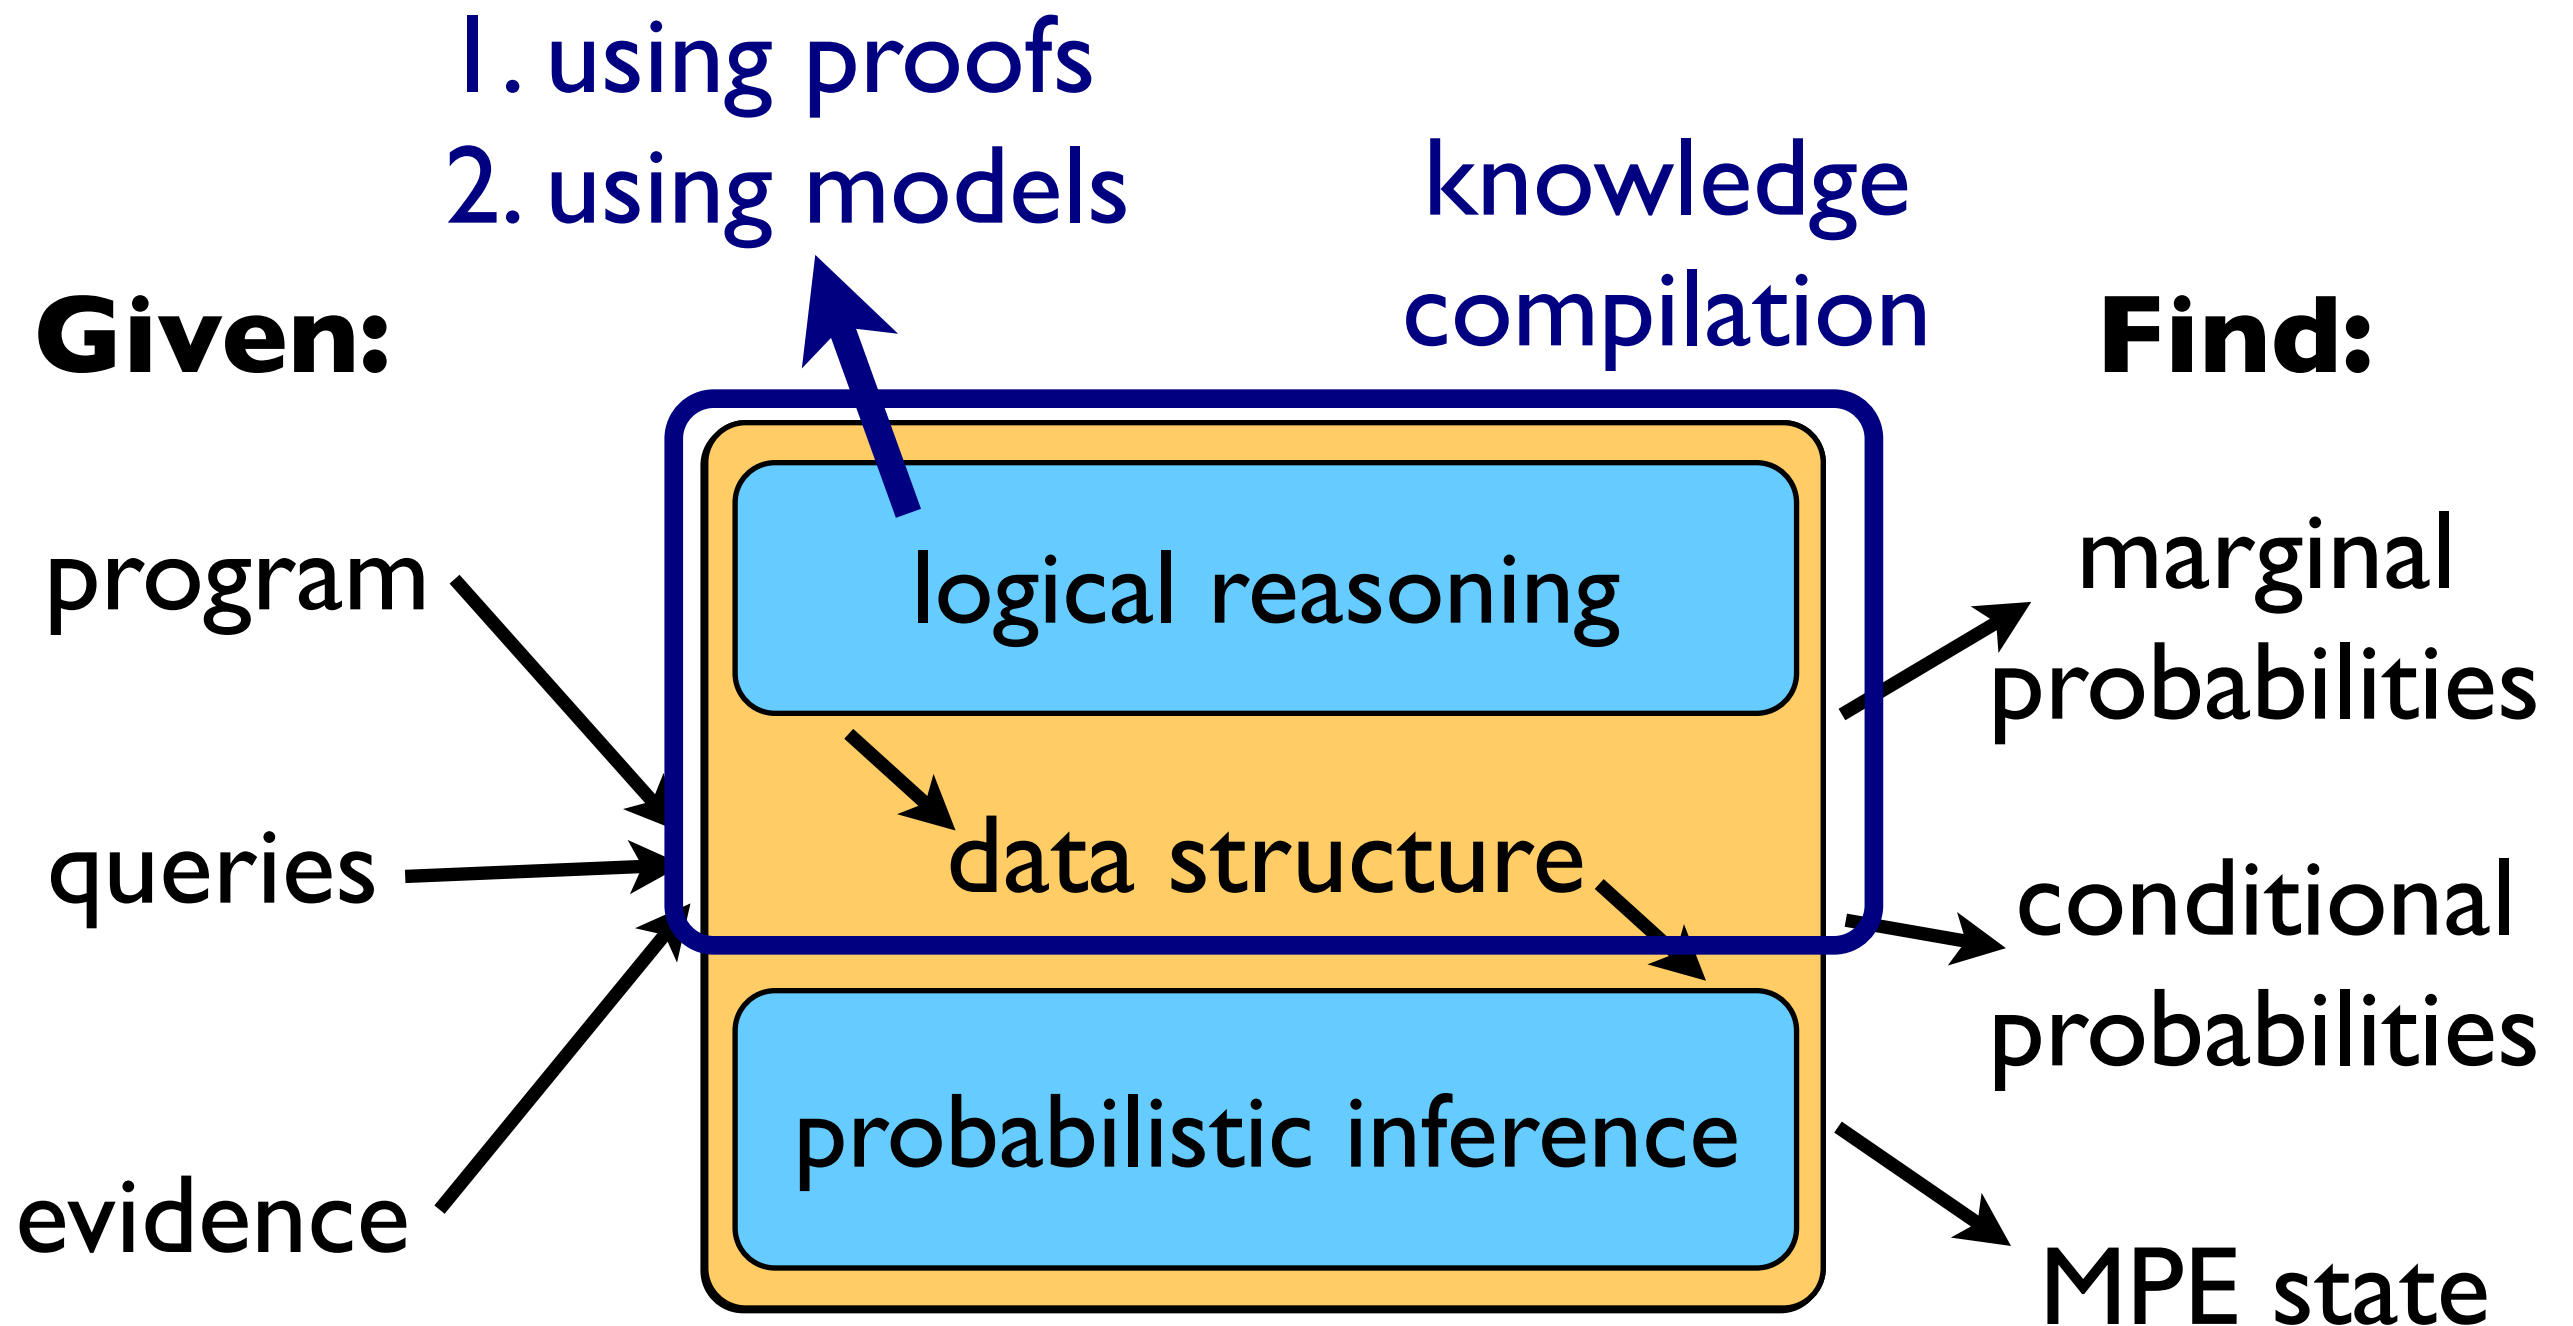 1. using proofs
2. using models
knowledge
compilation
Given:
Find:
program
queries
evidence
logical reasoning
data structure
probabilistic inference
marginal
probabilities
conditional
probabilities
MPE state